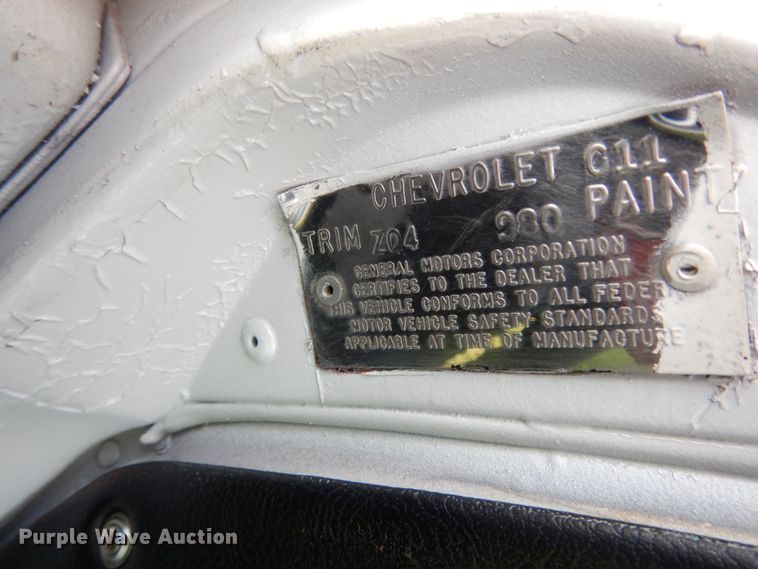 CHEVROLET G11
TRIM Z04 980 PAINT
GENERAL MOTORS CORPORATION
CERTIFIES TO THE DEALER THAT
THIS VEHICLE CONFORMS TO ALL FEDER
MOTOR VEHICLE SAFETY STANDARDS
APPLICABLE AT TIME OF MANUFACTURE
Purple Wave Auction